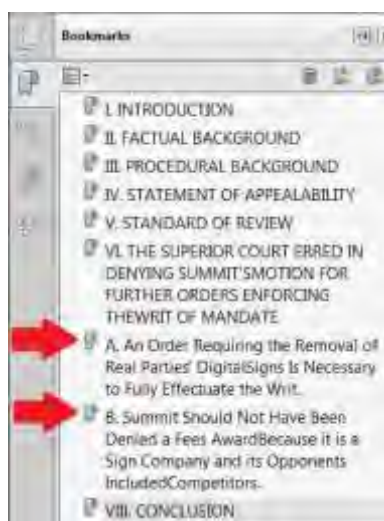 Bookmarks
I. INTRODUCTION
II. FACTUAL BACKGROUND
III. PROCEDURAL BACKGROUND
IV. STATEMENT OF APPEALABILITY
V. STANDARD OF REVIEW
VI. THE SUPERIOR COURT ERRED IN
DENYING SUMMIT'SMOTION FOR
FURTHER ORDERS ENFORCING
THEWRIT OF MANDATE
A. An Order Requiring the Removal of
Real Parties' DigitalSigns Is Necessary
to Fully Effectuate the Writ.
B. Summit Should Not Have Been
Denied a Fees AwardBecause it is a
Sign Company and its Opponents
IncludedCompetitors.
VIII. CONCLUSION